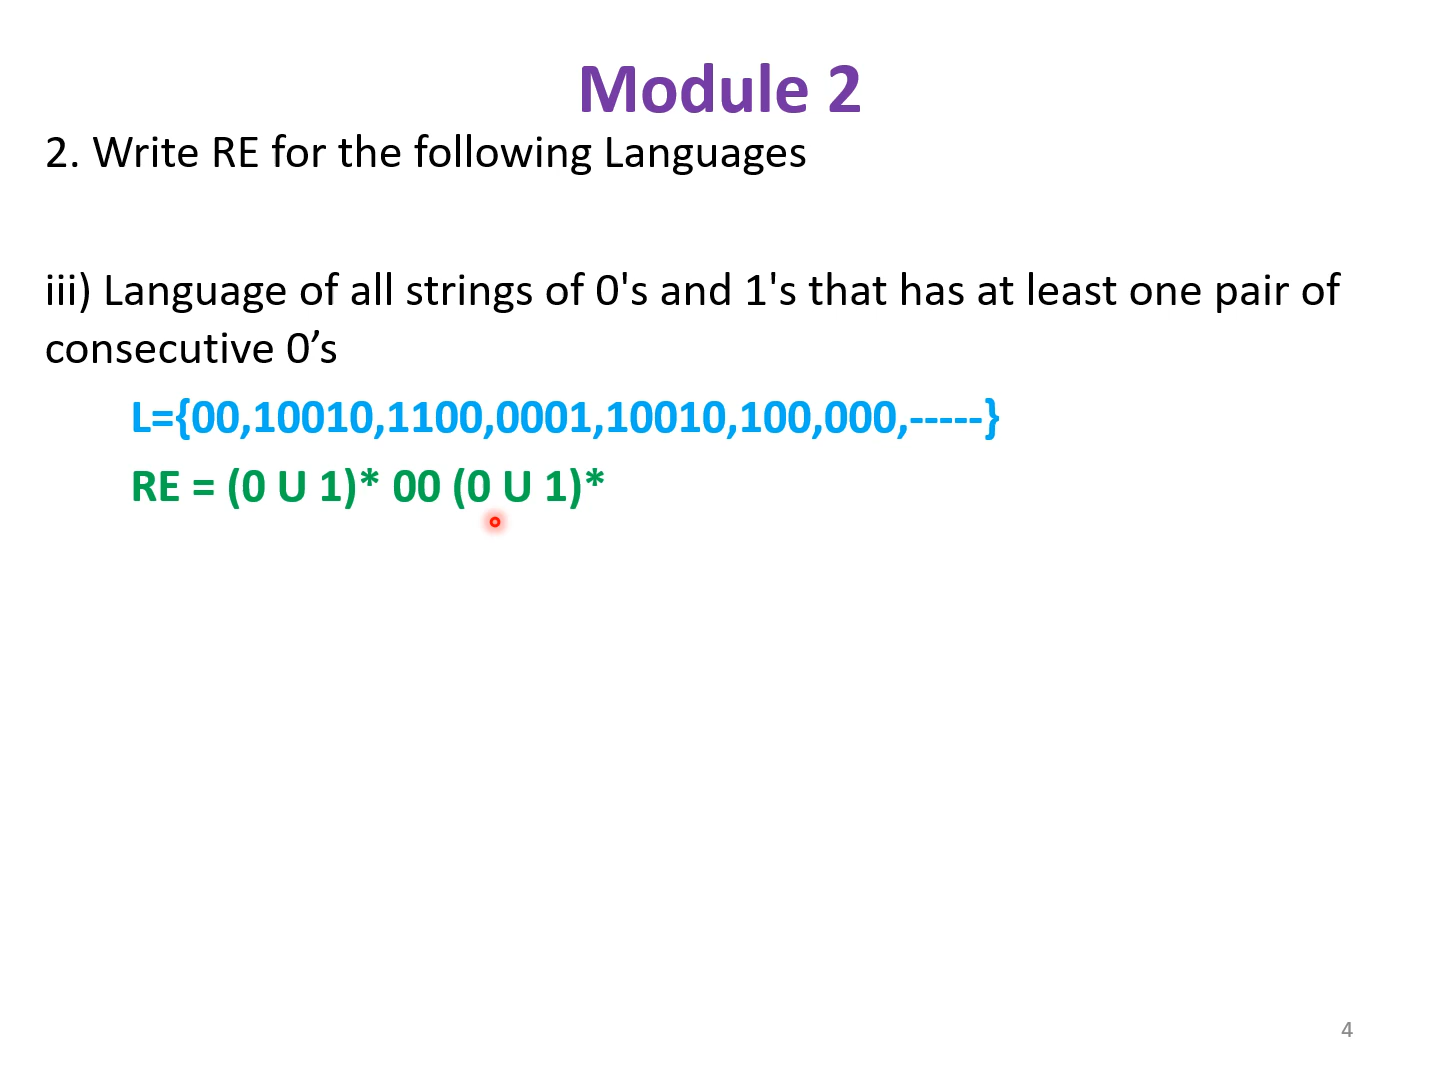 Module 2
2. Write RE for the following Languages
iii) Language of all strings of 0's and 1's that has at least one pair of
consecutive 0’s
L={00,10010,1100,0001,10010,100,000,-----}
RE = (0 U 1)* 00 (0 U 1)*
4